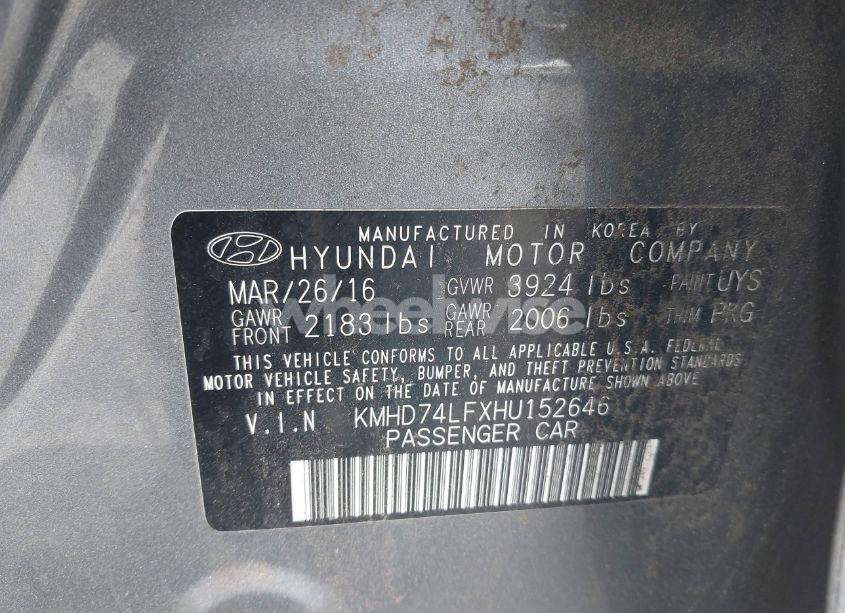 MANUFACTURED IN KOREA BY
HYUNDAI MOTOR COMPANY
MAR/26/16 GVWR 3924 lbs PAINT UYS
GAWR FRONT 2183 lbs GAWR REAR 2006 lbs TRIM PKG
THIS VEHICLE CONFORMS TO ALL APPLICABLE U.S.A. FEDERAL
MOTOR VEHICLE SAFETY, BUMPER, AND THEFT PREVENTION STANDARDS
IN EFFECT ON THE DATE OF MANUFACTURE SHOWN ABOVE
V.I.N KMHD74LFXHU152646
PASSENGER CAR
wheelwise